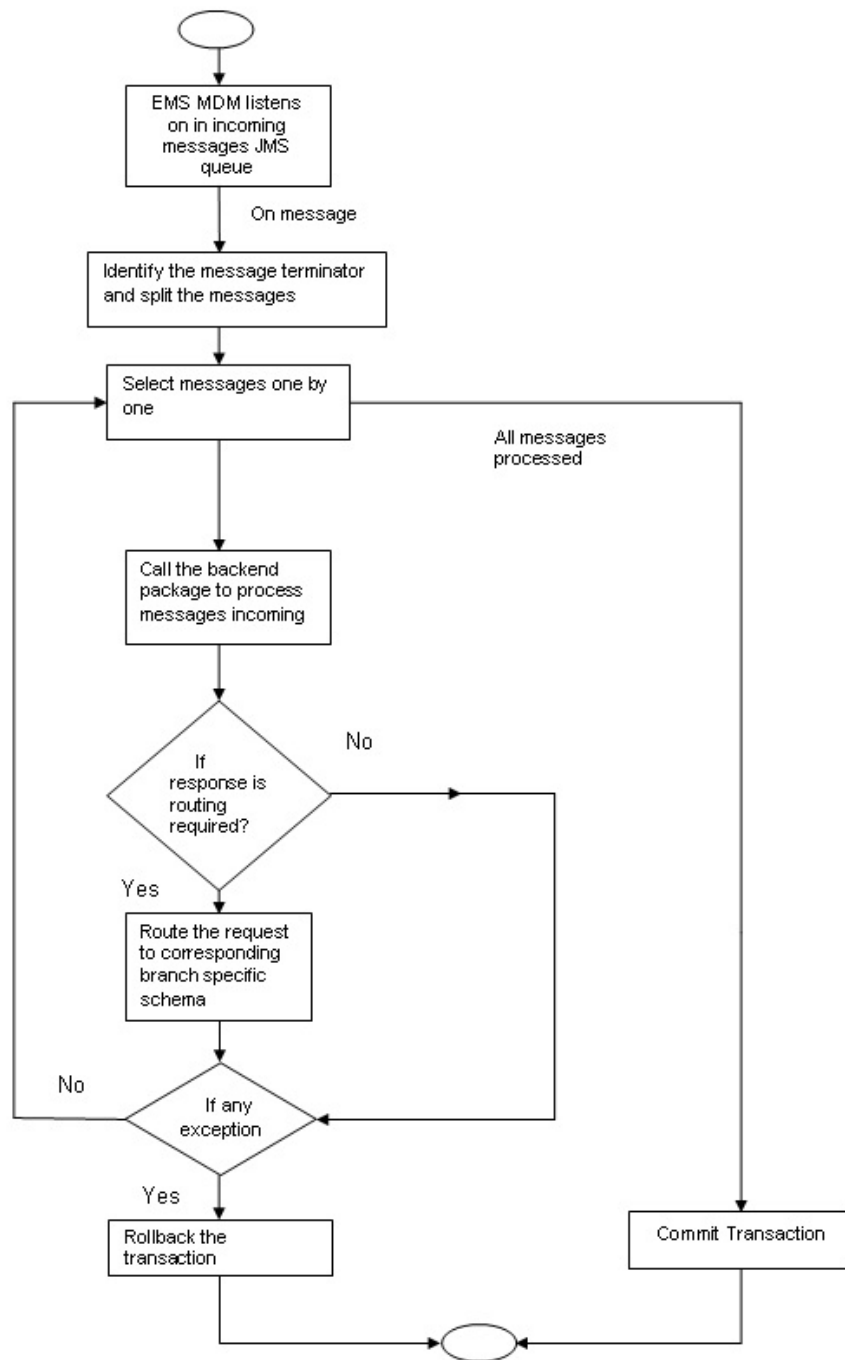 EMS MDM listens
on in incoming
messages JMS
queue
On message
Identify the message terminator
and split the messages
Select messages one by
one
All messages
processed
Call the backend
package to process
messages incoming
If
response is
routing
required?
No
Yes
Route the request
to corresponding
branch specific
schema
No
If any
exception
Yes
Rollback the
transaction
Commit Transaction